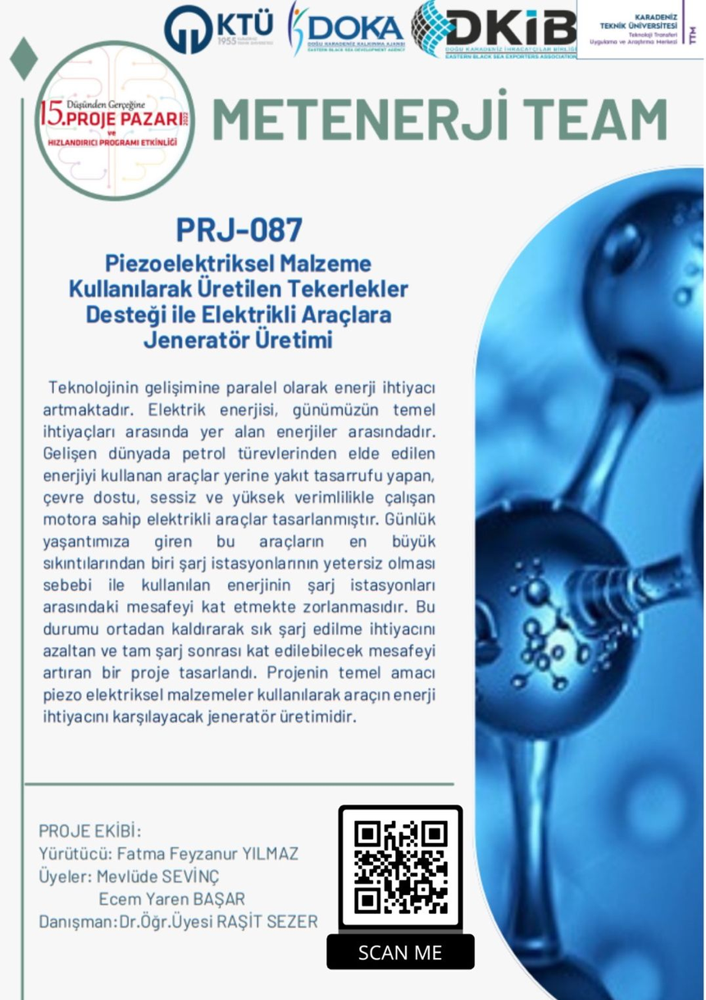 KTÜ
1955 KARADENİZ TEKNİK ÜNİVERSİTESİ
DOKA
DOĞU KARADENİZ KALKINMA AJANSI
EASTERN BLACK SEA DEVELOPMENT AGENCY
DKİB
DOĞU KARADENİZ İHRACATÇILAR BİRLİĞİ
EASTERN BLACK SEA EXPORTERS ASSOCIATION
KARADENİZ
TEKNİK ÜNİVERSİTESİ
Teknoloji Transferi
Uygulama ve Araştırma Merkezi
TTM
Düşünden Gerçeğine
15.PROJE PAZARI 2022
ve
HIZLANDIRICI PROGRAMI ETKİNLİĞİ
METENERJİ TEAM
PRJ-087
Piezoelektriksel Malzeme
Kullanılarak Üretilen Tekerlekler
Desteği ile Elektrikli Araçlara
Jeneratör Üretimi
Teknolojinin gelişimine paralel olarak enerji ihtiyacı
artmaktadır. Elektrik enerjisi, günümüzün temel
ihtiyaçları arasında yer alan enerjiler arasındadır.
Gelişen dünyada petrol türevlerinden elde edilen
enerjiyi kullanan araçlar yerine yakıt tasarrufu yapan,
çevre dostu, sessiz ve yüksek verimlilikle çalışan
motora sahip elektrikli araçlar tasarlanmıştır. Günlük
yaşantımıza giren bu araçların en büyük
sıkıntılarından biri şarj istasyonlarının yetersiz olması
sebebi ile kullanılan enerjinin şarj istasyonları
arasındaki mesafeyi kat etmekte zorlanmasıdır. Bu
durumu ortadan kaldırarak sık şarj edilme ihtiyacını
azaltan ve tam şarj sonrası kat edilebilecek mesafeyi
artıran bir proje tasarlandı. Projenin temel amacı
piezo elektriksel malzemeler kullanılarak araçın enerji
ihtiyacını karşılayacak jeneratör üretimidir.
PROJE EKİBİ:
Yürütücü: Fatma Feyzanur YILMAZ
Üyeler: Mevlüde SEVİNÇ
Ecem Yaren BAŞAR
Danışman:Dr.Öğr.Üyesi RAŞİT SEZER
SCAN ME